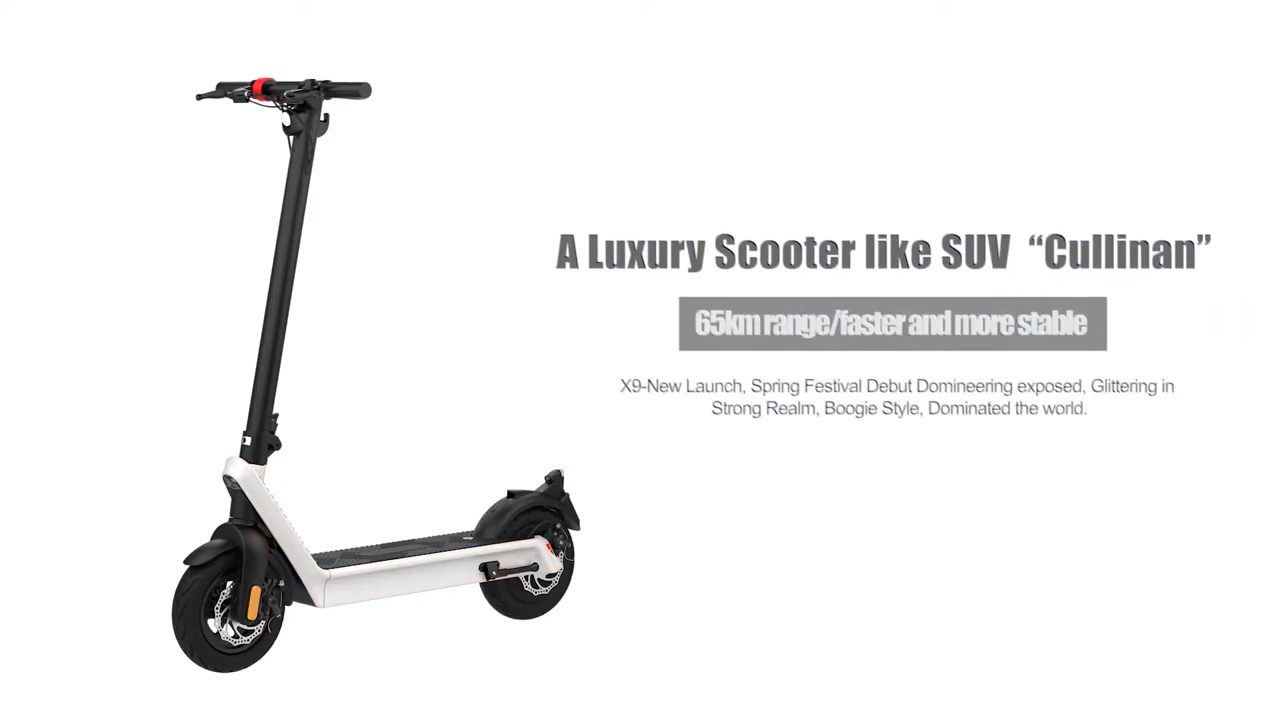 A Luxury Scooter like SUV “Cullinan”
65km range/faster and more stable
X9-New Launch, Spring Festival Debut Domineering exposed, Glittering in
Strong Realm, Boogie Style, Dominated the world.